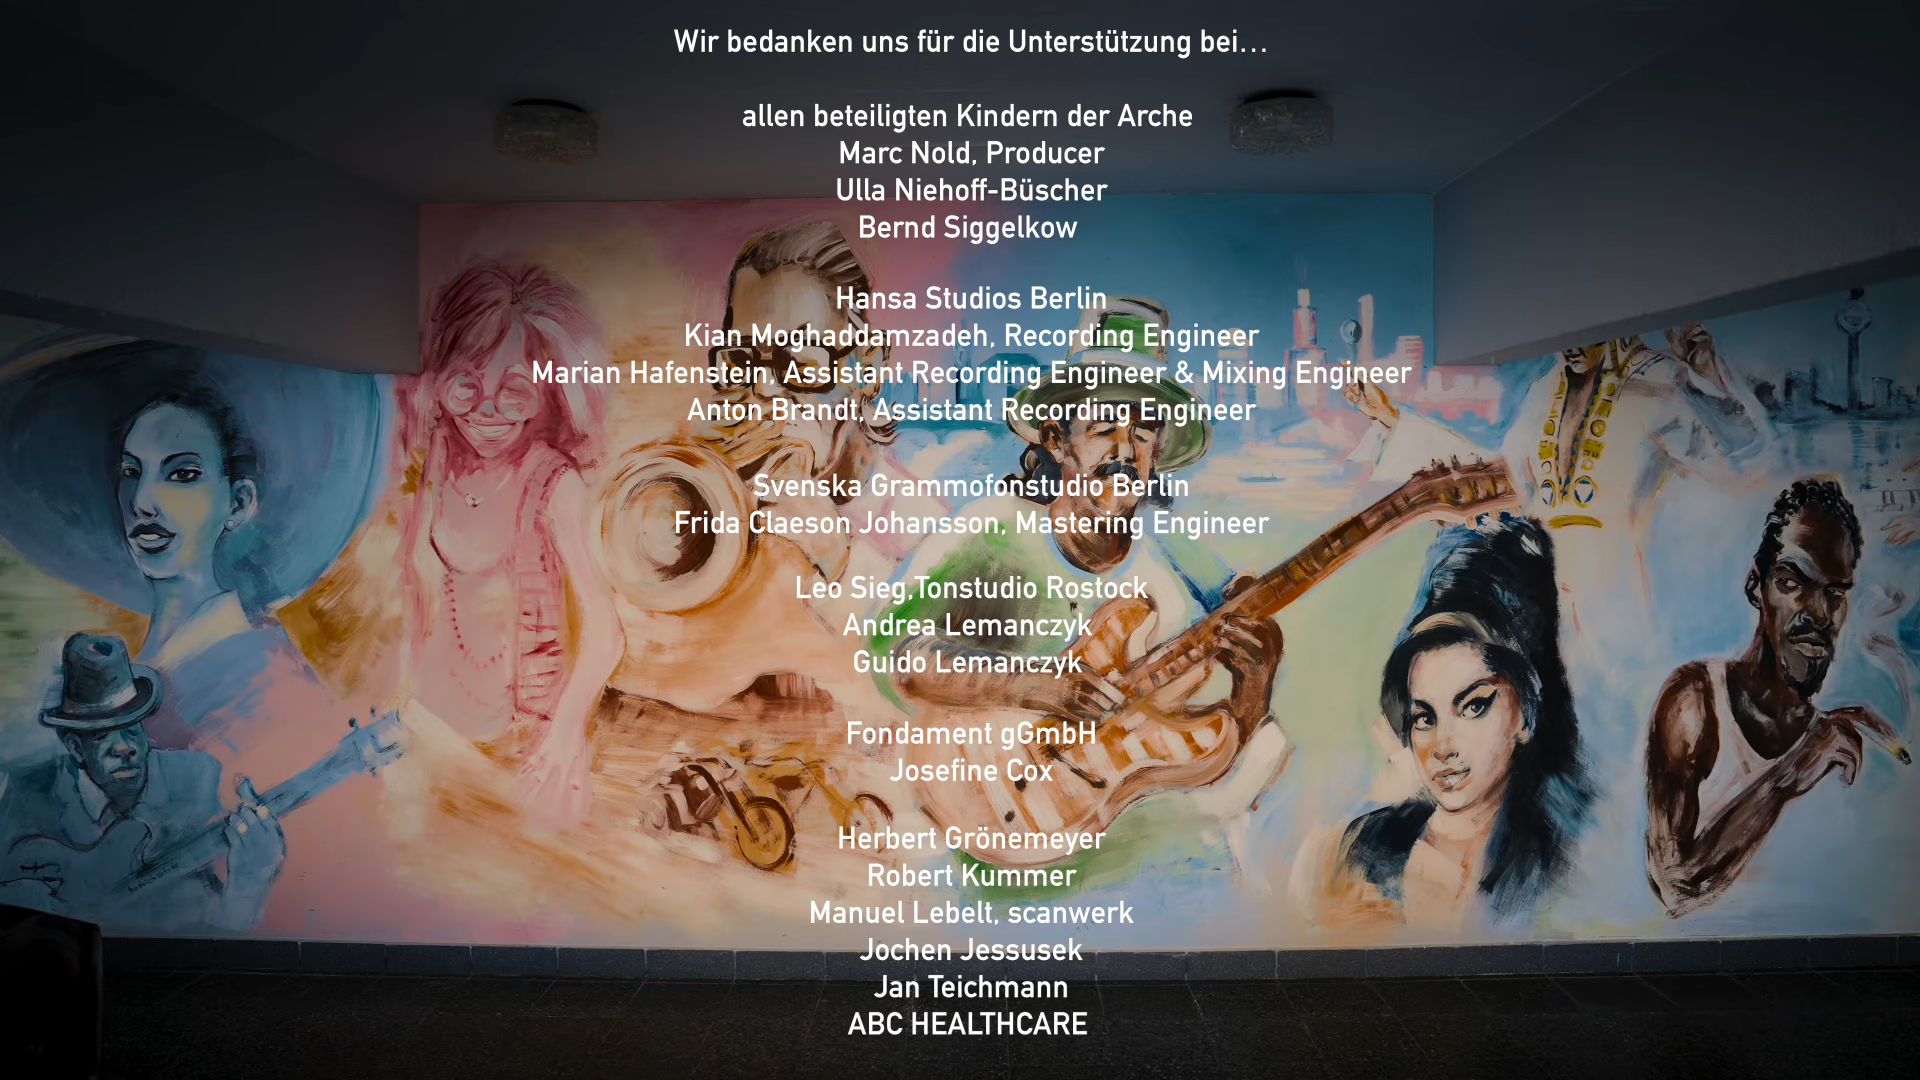 Wir bedanken uns für die Unterstützung bei...
allen beteiligten Kindern der Arche
Marc Nold, Producer
Ulla Niehoff-Büscher
Bernd Siggelkow
Hansa Studios Berlin
Kian Moghaddamzadeh, Recording Engineer
Marian Hafenstein, Assistant Recording Engineer & Mixing Engineer
Anton Brandt, Assistant Recording Engineer
Svenska Grammofonstudio Berlin
Frida Claeson Johansson, Mastering Engineer
Leo Sieg,Tonstudio Rostock
Andrea Lemanczyk
Guido Lemanczyk
Fondament gGmbH
Josefine Cox
Herbert Grönemeyer
Robert Kummer
Manuel Lebelt, scanwerk
Jochen Jessusek
Jan Teichmann
ABC HEALTHCARE